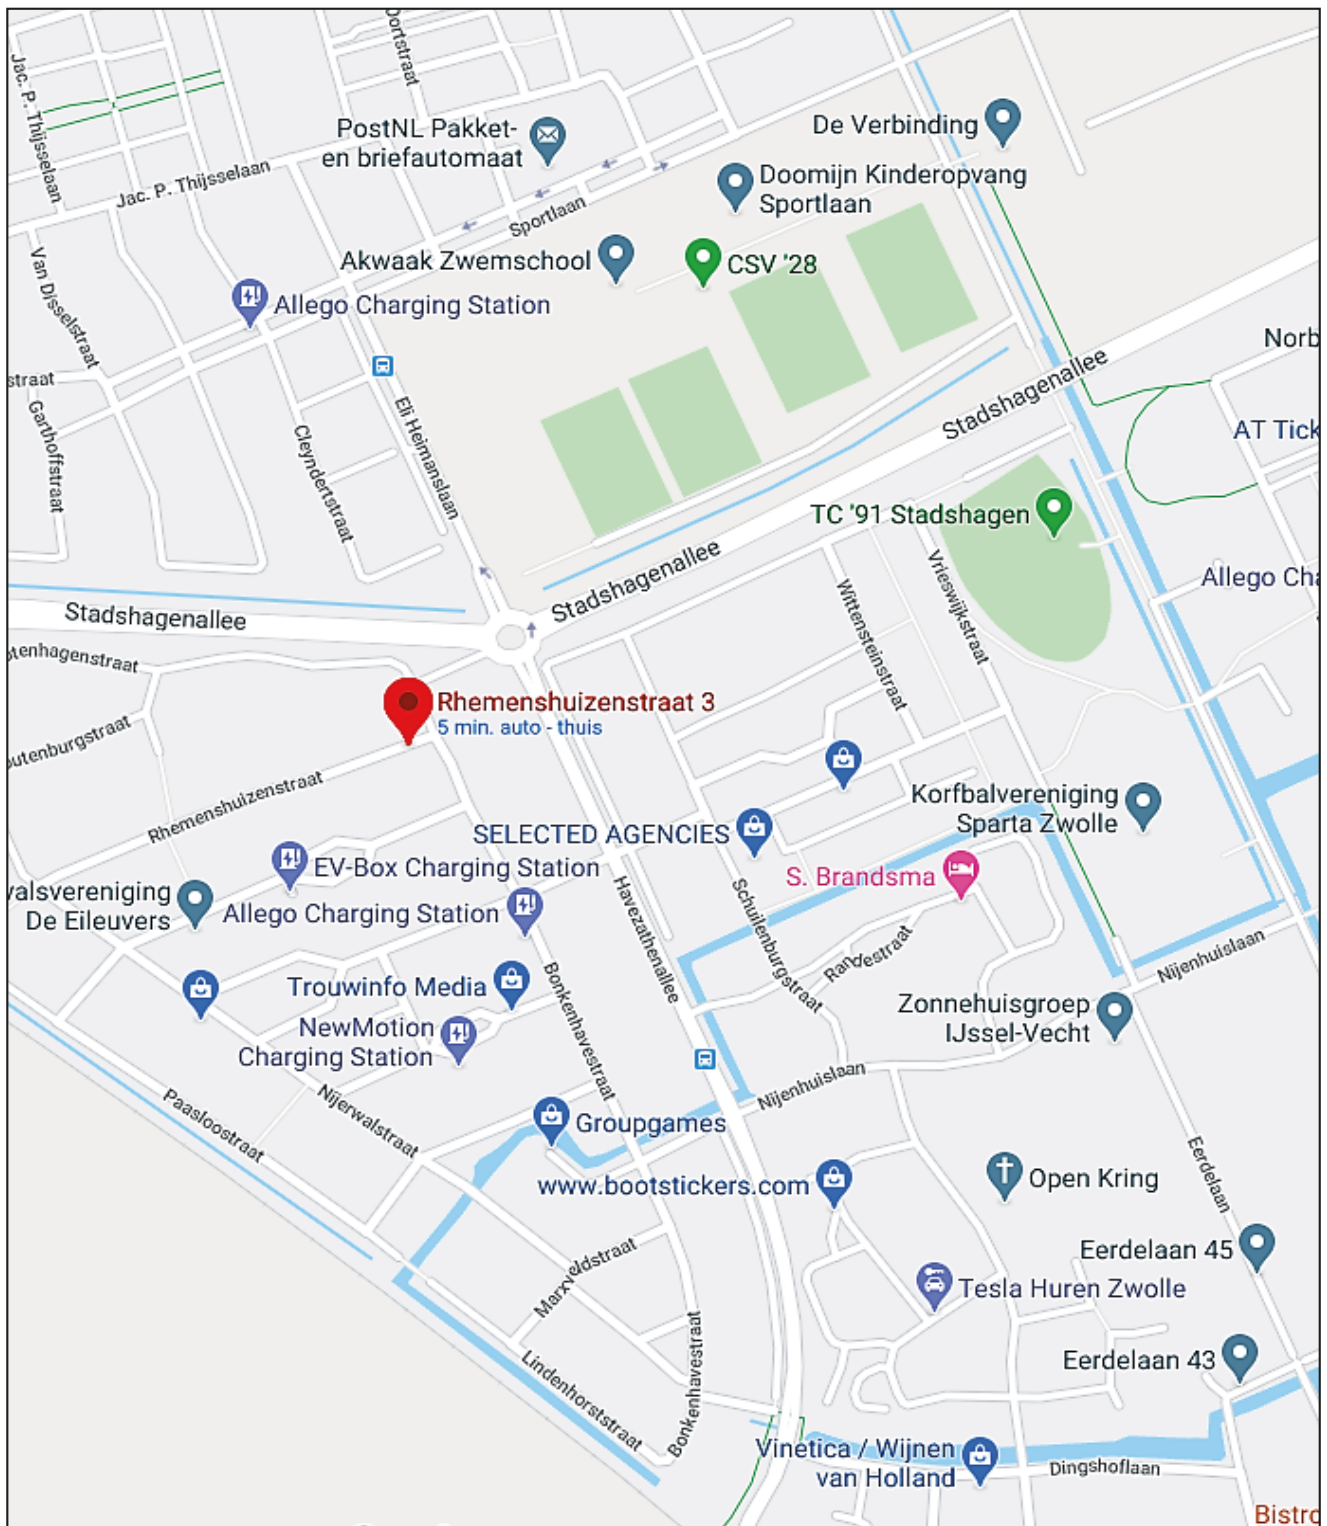 Oortstraat
Jac. P. Thijsselaan
PostNL Pakket-
en briefautomaat
De Verbinding
Doomijn Kinderopvang
Sportlaan
Jac. P. Thijsselaan
Sportlaan
Akwaak Zwemschool
CSV '28
Van Disselstraat
Allego Charging Station
Norb
Stadshagenallee
straat
Garthoffstraat
Eli Heimanslaan
Cleyndertstraat
AT Tick
TC '91 Stadshagen
Stadshagenallee
Vrieswijkstraat
Allego Cha
Wittensteinstraat
Stadshagenallee
otenhagenstraat
Rhemenshuizenstraat 3
5 min. auto - thuis
outenburgstraat
Rhemenshuizenstraat
Korfbalvereniging
Sparta Zwolle
SELECTED AGENCIES
EV-Box Charging Station
S. Brandsma
valsvereniging
De Eileuvers
Allego Charging Station
Havezathenallee
Schuilenburgstraat
Randestraat
Nijenhuislaan
Trouwinfo Media
Bonkenhavestraat
Zonnehuisgroep
IJssel-Vecht
NewMotion
Charging Station
Nijenhuislaan
Paasloostraat
Nijerwalstraat
Groupgames
www.bootstickers.com
Open Kring
Eerdelaan
Marxveldstraat
Eerdelaan 45
Tesla Huren Zwolle
Bonkenhavestraat
Eerdelaan 43
Lindenhorststraat
Vinetica / Wijnen
van Holland
Dingshoflaan
Bistro